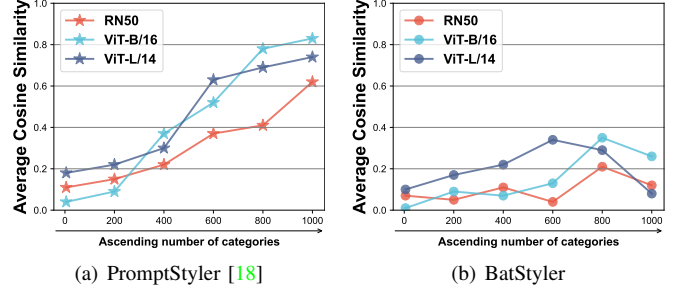 Average Cosine Similarity
1.0
0.8
0.6
0.4
0.2
0.0
RN50
ViT-B/16
ViT-L/14
0 200 400 600 800 1000
Ascending number of categories
(a) PromptStyler [18]
Average Cosine Similarity
1.0
0.8
0.6
0.4
0.2
0.0
RN50
ViT-B/16
ViT-L/14
0 200 400 600 800 1000
Ascending number of categories
(b) BatStyler